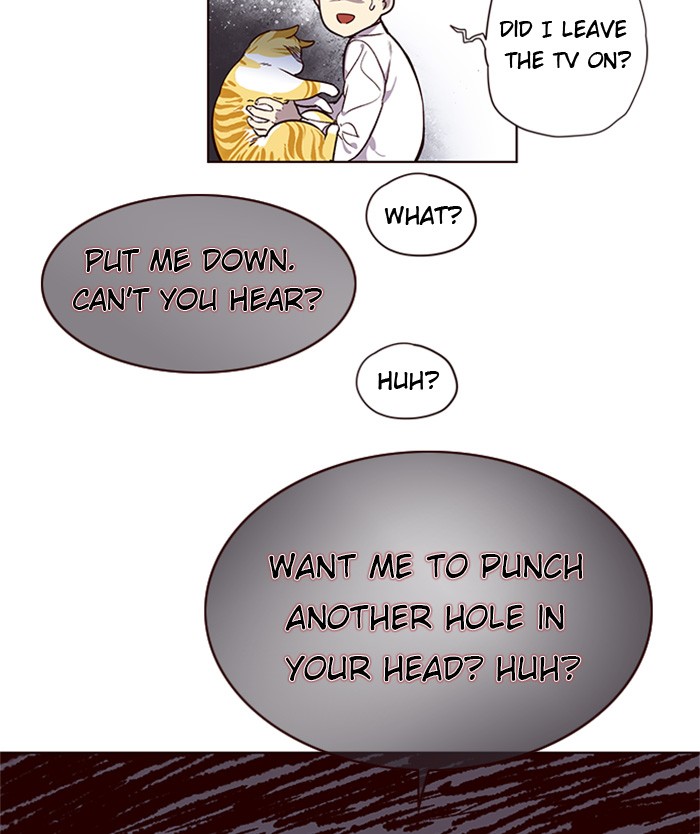 DID I LEAVE
THE TV ON?
WHAT?
PUT ME DOWN.
CAN'T YOU HEAR?
HUH?
WANT ME TO PUNCH
ANOTHER HOLE IN
YOUR HEAD? HUH?